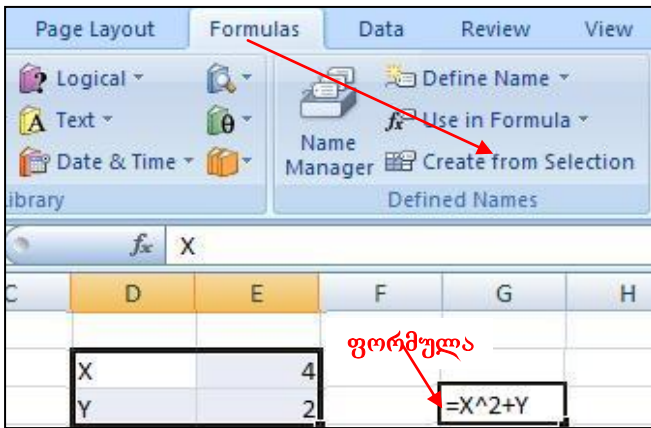 Page Layout Formulas Data Review View
Logical Define Name
Text Use in Formula
Date & Time Name Manager Create from Selection
ibrary Defined Names
fx X
C D E F G H
ფორმულა
X 4
Y 2 =X^2+Y